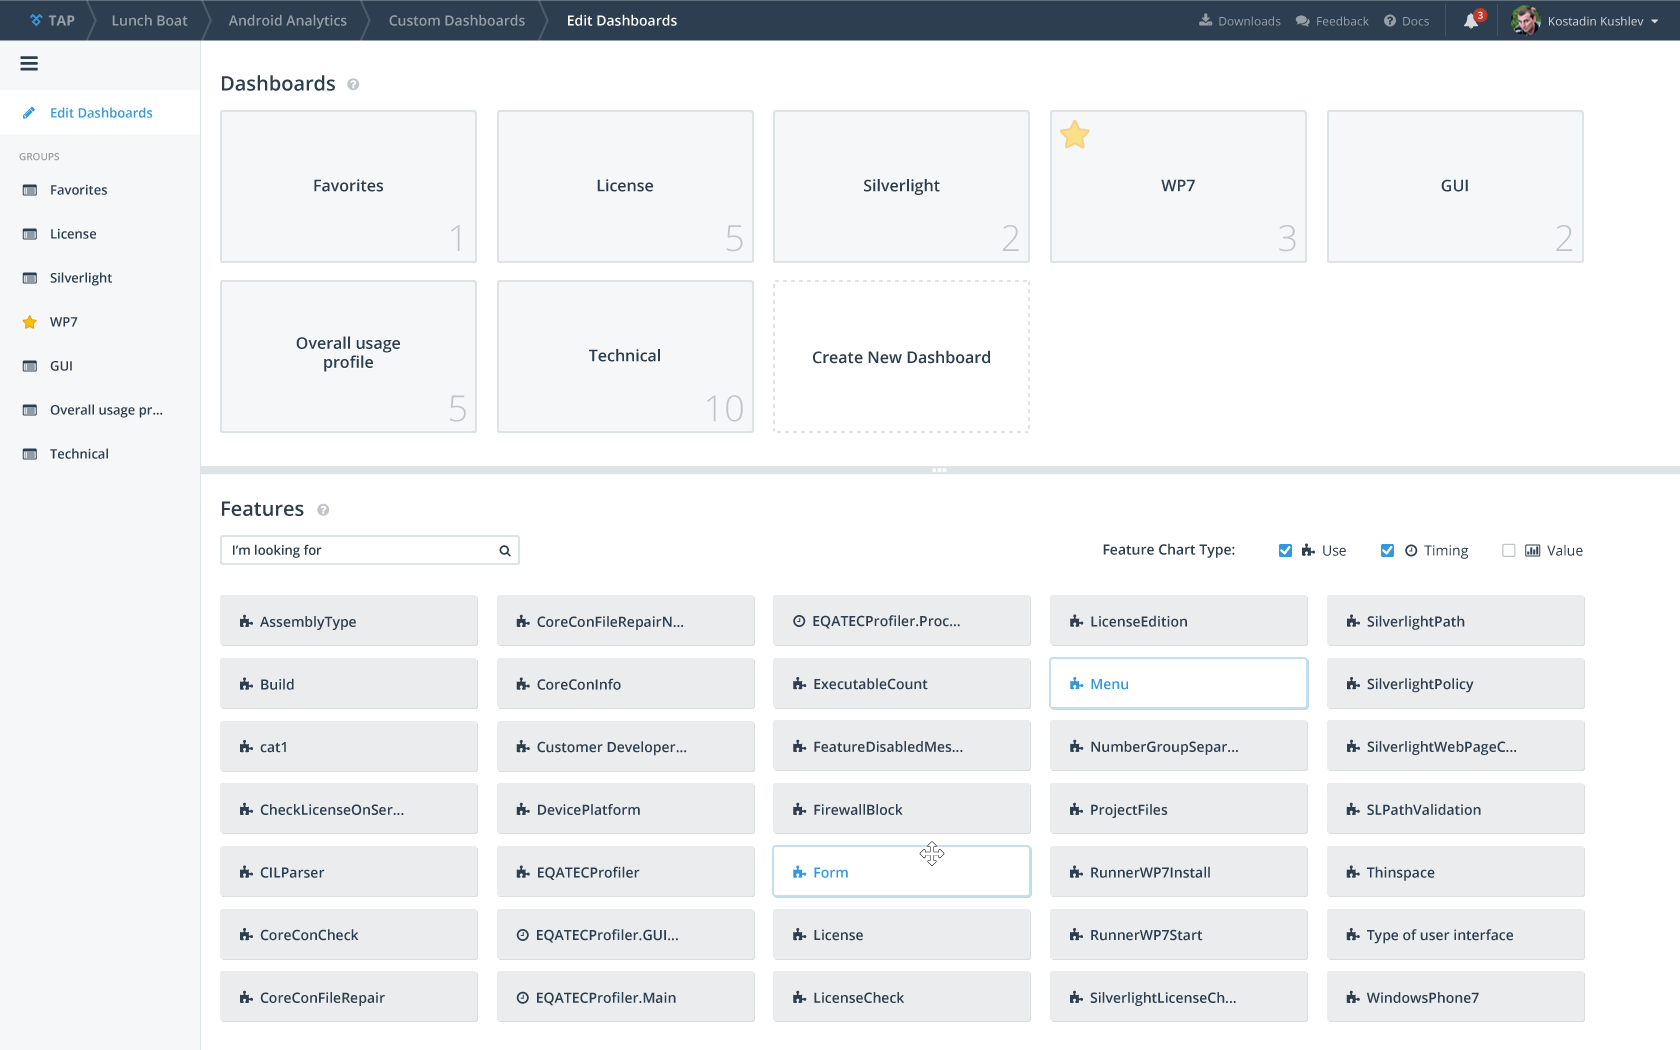 TAP
Lunch Boat
Android Analytics
Custom Dashboards
Edit Dashboards
Downloads
Feedback
Docs
3
Kostadin Kushlev
Edit Dashboards
GROUPS
Favorites
License
Silverlight
WP7
GUI
Overall usage pr...
Technical
Dashboards
?
Favorites
1
License
5
Silverlight
2
WP7
3
GUI
2
Overall usage
profile
5
Technical
10
Create New Dashboard
Features
?
I'm looking for
Feature Chart Type:
Use
Timing
Value
AssemblyType
CoreConFileRepairN...
EQATECProfiler.Proc...
LicenseEdition
SilverlightPath
Build
CoreConInfo
ExecutableCount
Menu
SilverlightPolicy
cat1
Customer Developer...
FeatureDisabledMes...
NumberGroupSepar...
SilverlightWebPageC...
CheckLicenseOnSer...
DevicePlatform
FirewallBlock
ProjectFiles
SLPathValidation
CILParser
EQATECProfiler
Form
RunnerWP7Install
Thinspace
CoreConCheck
EQATECProfiler.GUI...
License
RunnerWP7Start
Type of user interface
CoreConFileRepair
EQATECProfiler.Main
LicenseCheck
SilverlightLicenseCh...
WindowsPhone7